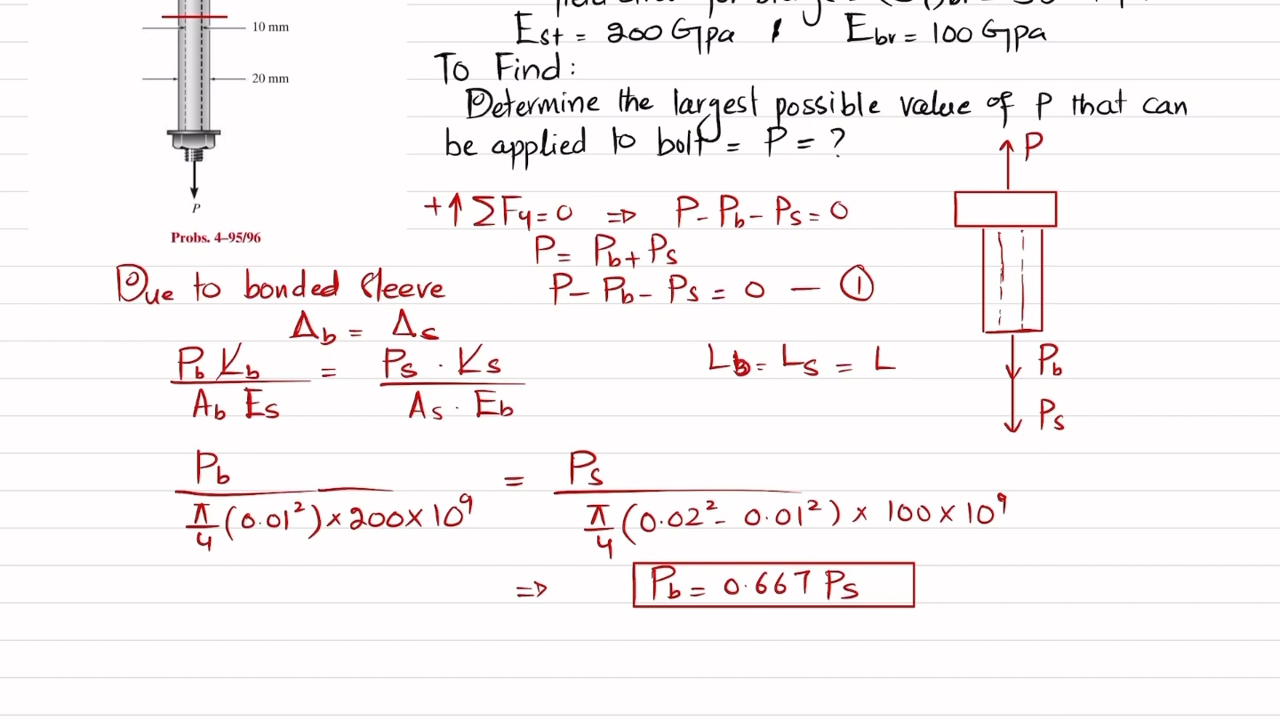 10 mm
20 mm
P
Probs. 4–95/96
Est = 200 Gpa , Ebr = 100 Gpa
To Find:
Determine the largest possible value of P that can
be applied to bolt = P = ?
P
+↑ ΣFy = 0 ⇒ P - Pb - Ps = 0
P = Pb + Ps
Due to bonded sleeve P - Pb - Ps = 0 — ①
Δb = Δs
Pb Lb / Ab Es = Ps . Ls / As . Eb Lb = Ls = L
Pb
Ps
Pb / π/4 (0.01²) × 200 × 10⁹ = Ps / π/4 (0.02² - 0.01²) × 100 × 10⁹
⇒ Pb = 0.667 Ps